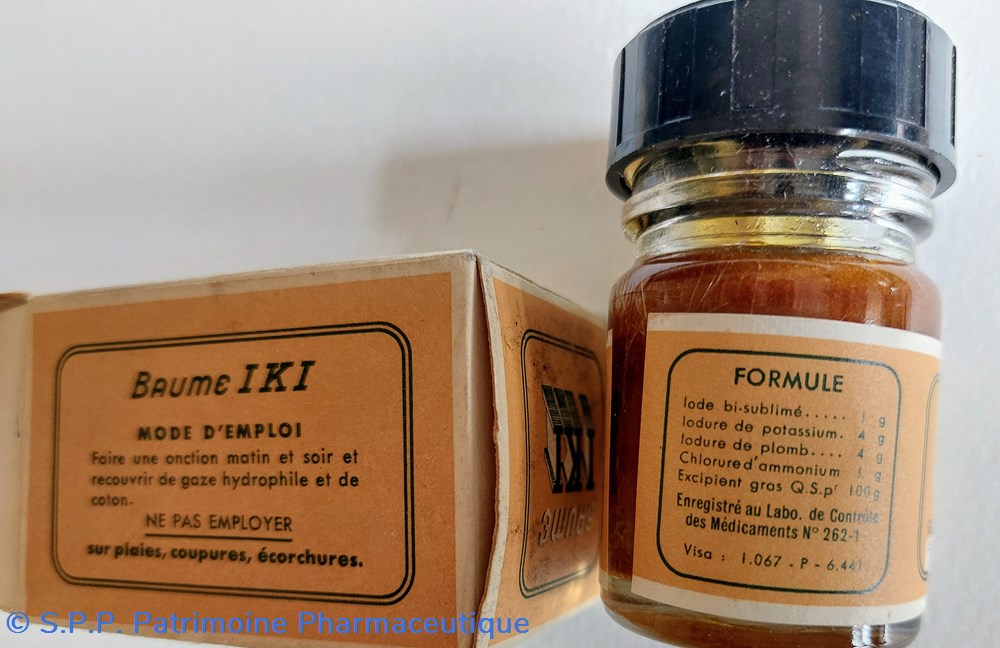 Baume IKI
MODE D'EMPLOI
Faire une onction matin et soir et
recouvrir de gaze hydrophile et de
coton.
NE PAS EMPLOYER
sur plaies, coupures, écorchures.
IKI
FORMULE
Iode bi-sublimé..... 1 g
Iodure de potassium. 4 g
Iodure de plomb.... 4 g
Chlorure d'ammonium 1 g
Excipient gras Q.S.pr 100 g
Enregistré au Labo. de Contrôle
des Médicaments N° 262-1
Visa : 1.067 - P - 6.441
© S.P.P. Patrimoine Pharmaceutique